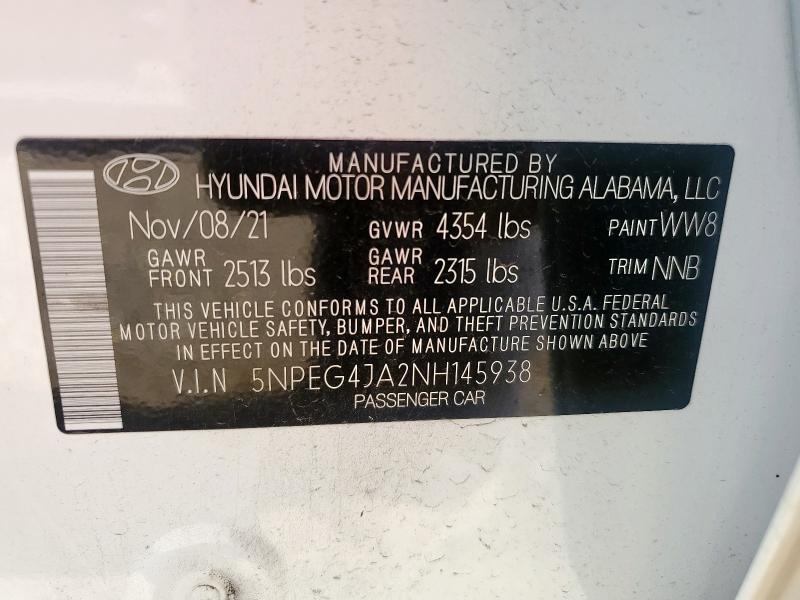 MANUFACTURED BY
HYUNDAI MOTOR MANUFACTURING ALABAMA, LLC
Nov/08/21 GVWR 4354 lbs PAINT WW8
GAWR FRONT 2513 lbs GAWR REAR 2315 lbs TRIM NNB
THIS VEHICLE CONFORMS TO ALL APPLICABLE U.S.A. FEDERAL
MOTOR VEHICLE SAFETY, BUMPER, AND THEFT PREVENTION STANDARDS
IN EFFECT ON THE DATE OF MANUFACTURE SHOWN ABOVE
V.I.N 5NPEG4JA2NH145938
PASSENGER CAR